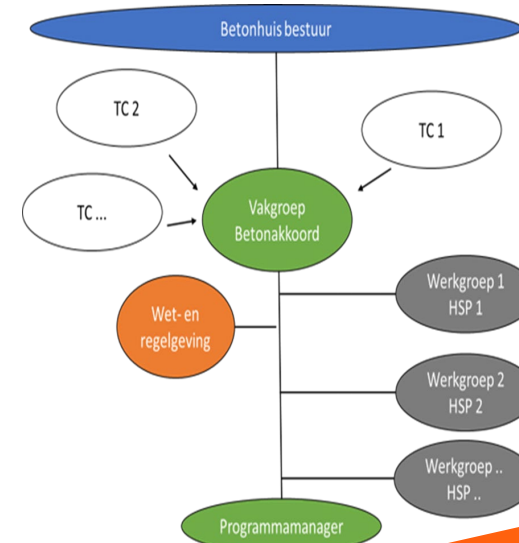 Betonhuis bestuur
TC 2
TC 1
TC ...
Vakgroep
Betonakkoord
Wet- en
regelgeving
Werkgroep 1
HSP 1
Werkgroep 2
HSP 2
Werkgroep ..
HSP ..
Programmamanager